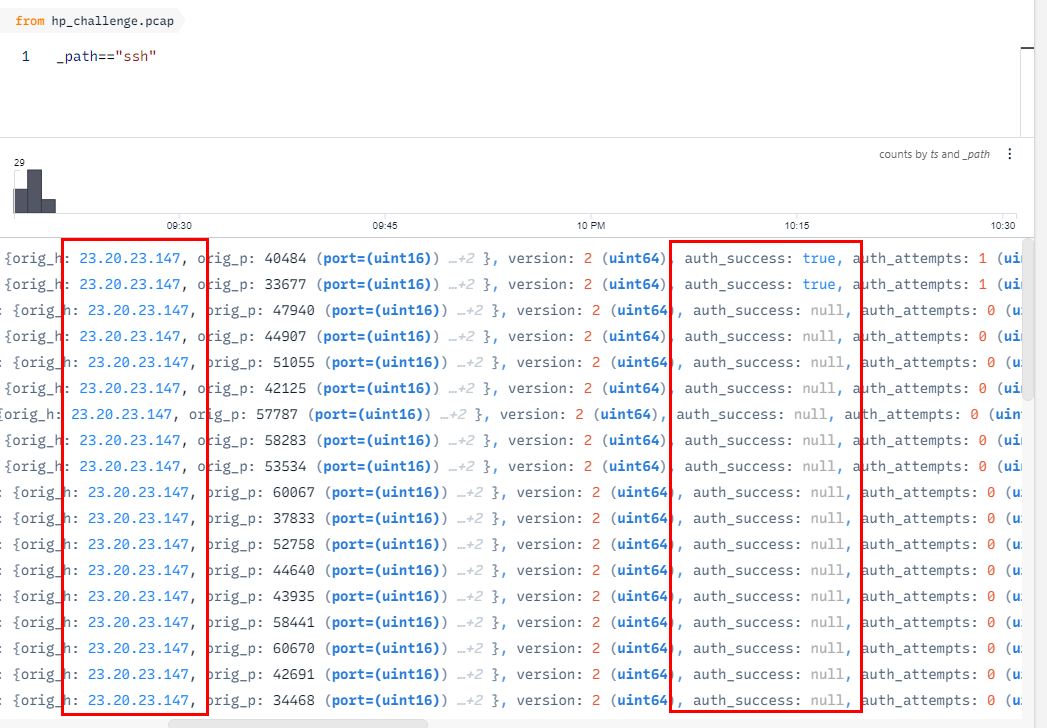 from hp_challenge.pcap
1 _path=="ssh"
counts by ts and _path
29
09:30 09:45 10 PM 10:15 10:30
{orig_h: 23.20.23.147, orig_p: 40484 (port=(uint16)) …+2 }, version: 2 (uint64), auth_success: true, auth_attempts: 1 (ui
{orig_h: 23.20.23.147, orig_p: 33677 (port=(uint16)) …+2 }, version: 2 (uint64), auth_success: true, auth_attempts: 1 (ui
: {orig_h: 23.20.23.147, orig_p: 47940 (port=(uint16)) …+2 }, version: 2 (uint64), auth_success: null, auth_attempts: 0 (u
{orig_h: 23.20.23.147, orig_p: 44907 (port=(uint16)) …+2 }, version: 2 (uint64), auth_success: null, auth_attempts: 0 (ui
: {orig_h: 23.20.23.147, orig_p: 51055 (port=(uint16)) …+2 }, version: 2 (uint64), auth_success: null, auth_attempts: 0 (u
{orig_h: 23.20.23.147, orig_p: 42125 (port=(uint16)) …+2 }, version: 2 (uint64), auth_success: null, auth_attempts: 0 (ui
{orig_h: 23.20.23.147, orig_p: 57787 (port=(uint16)) …+2 }, version: 2 (uint64), auth_success: null, auth_attempts: 0 (uin
{orig_h: 23.20.23.147, orig_p: 58283 (port=(uint16)) …+2 }, version: 2 (uint64), auth_success: null, auth_attempts: 0 (ui
{orig_h: 23.20.23.147, orig_p: 53534 (port=(uint16)) …+2 }, version: 2 (uint64), auth_success: null, auth_attempts: 0 (ui
: {orig_h: 23.20.23.147, orig_p: 60067 (port=(uint16)) …+2 }, version: 2 (uint64), auth_success: null, auth_attempts: 0 (u
: {orig_h: 23.20.23.147, orig_p: 37833 (port=(uint16)) …+2 }, version: 2 (uint64), auth_success: null, auth_attempts: 0 (u
: {orig_h: 23.20.23.147, orig_p: 52758 (port=(uint16)) …+2 }, version: 2 (uint64), auth_success: null, auth_attempts: 0 (u
: {orig_h: 23.20.23.147, orig_p: 44640 (port=(uint16)) …+2 }, version: 2 (uint64), auth_success: null, auth_attempts: 0 (u
: {orig_h: 23.20.23.147, orig_p: 43935 (port=(uint16)) …+2 }, version: 2 (uint64), auth_success: null, auth_attempts: 0 (u
: {orig_h: 23.20.23.147, orig_p: 58441 (port=(uint16)) …+2 }, version: 2 (uint64), auth_success: null, auth_attempts: 0 (u
: {orig_h: 23.20.23.147, orig_p: 60670 (port=(uint16)) …+2 }, version: 2 (uint64), auth_success: null, auth_attempts: 0 (u
: {orig_h: 23.20.23.147, orig_p: 42691 (port=(uint16)) …+2 }, version: 2 (uint64), auth_success: null, auth_attempts: 0 (u
: {orig_h: 23.20.23.147, orig_p: 34468 (port=(uint16)) …+2 }, version: 2 (uint64), auth_success: null, auth_attempts: 0 (u